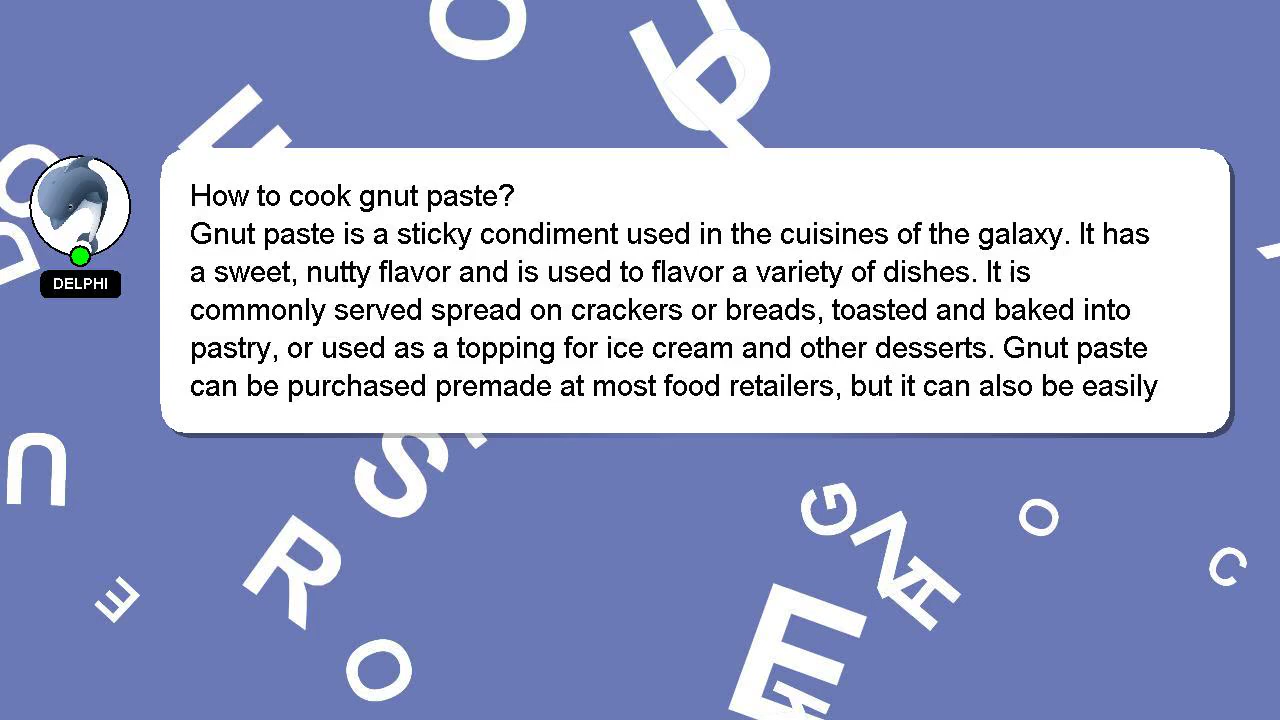 How to cook gnut paste?
Gnut paste is a sticky condiment used in the cuisines of the galaxy. It has
a sweet, nutty flavor and is used to flavor a variety of dishes. It is
commonly served spread on crackers or breads, toasted and baked into
pastry, or used as a topping for ice cream and other desserts. Gnut paste
can be purchased premade at most food retailers, but it can also be easily
DELPHI